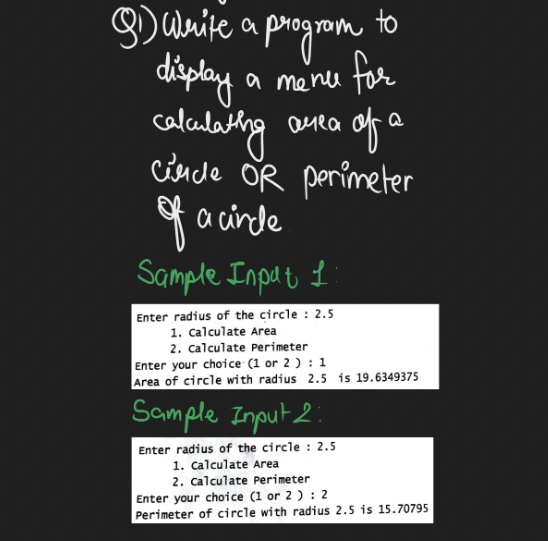 Q1) Write a program to
display a menu for
calculating area of a
circle OR perimeter
of a circle
Sample Input 1:
Enter radius of the circle : 2.5
1. Calculate Area
2. Calculate Perimeter
Enter your choice (1 or 2 ) : 1
Area of circle with radius 2.5 is 19.6349375
Sample Input 2:
Enter radius of the circle : 2.5
1. Calculate Area
2. Calculate Perimeter
Enter your choice (1 or 2 ) : 2
Perimeter of circle with radius 2.5 is 15.70795